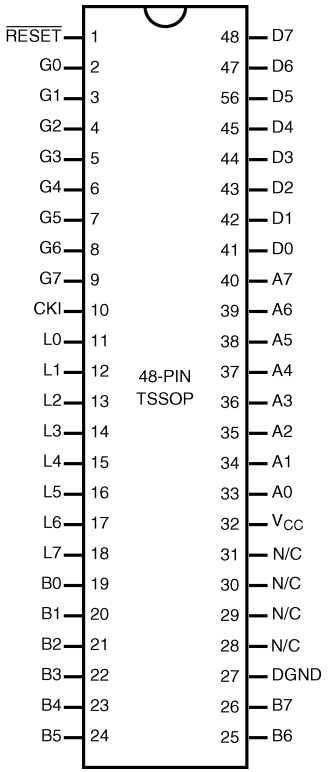 RESET 1 48 D7
G0 2 47 D6
G1 3 56 D5
G2 4 45 D4
G3 5 44 D3
G4 6 43 D2
G5 7 42 D1
G6 8 41 D0
G7 9 40 A7
CKI 10 39 A6
L0 11 38 A5
L1 12 37 A4
L2 13 36 A3
L3 14 35 A2
L4 15 34 A1
L5 16 33 A0
L6 17 32 VCC
L7 18 31 N/C
B0 19 30 N/C
B1 20 29 N/C
B2 21 28 N/C
B3 22 27 DGND
B4 23 26 B7
B5 24 25 B6
48-PIN
TSSOP